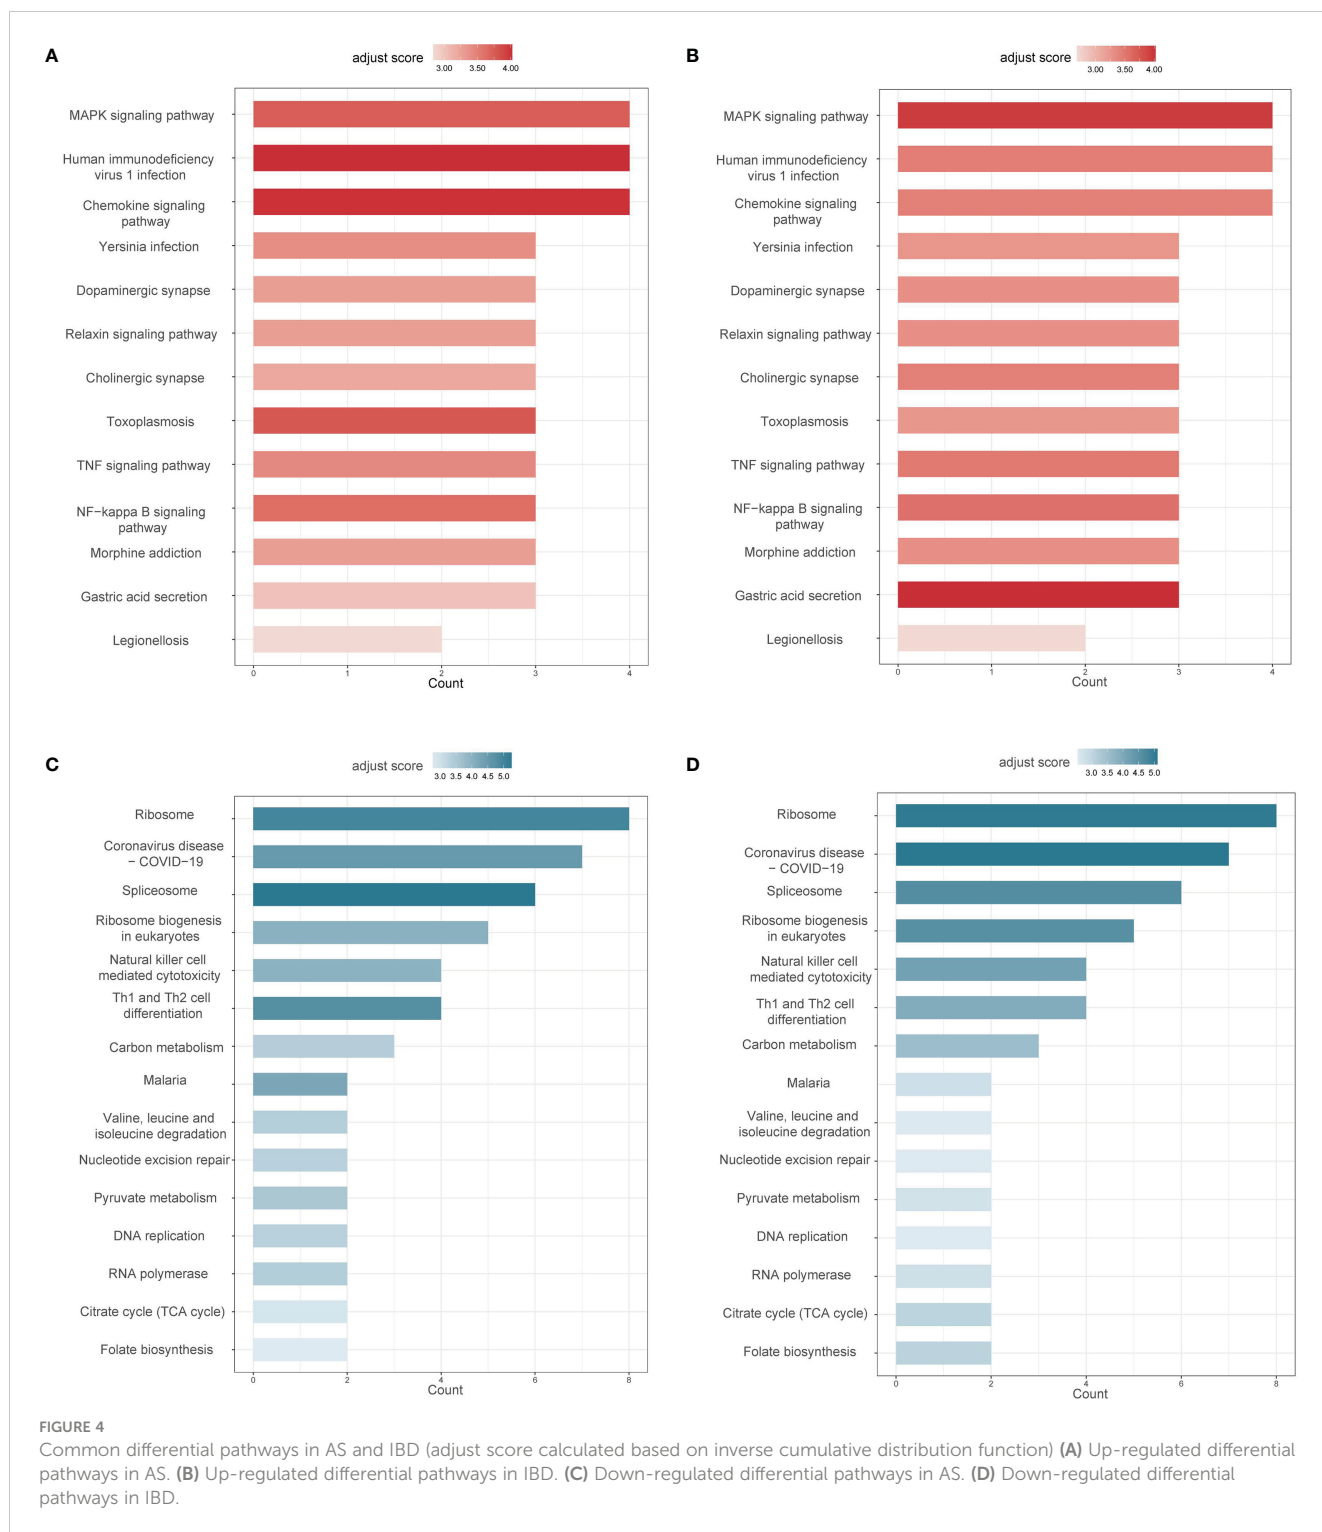 A
adjust score
3.00 3.50 4.00
MAPK signaling pathway
Human immunodeficiency
virus 1 infection
Chemokine signaling
pathway
Yersinia infection
Dopaminergic synapse
Relaxin signaling pathway
Cholinergic synapse
Toxoplasmosis
TNF signaling pathway
NF−kappa B signaling
pathway
Morphine addiction
Gastric acid secretion
Legionellosis
0 1 2 3 4
Count
B
adjust score
3.00 3.50 4.00
MAPK signaling pathway
Human immunodeficiency
virus 1 infection
Chemokine signaling
pathway
Yersinia infection
Dopaminergic synapse
Relaxin signaling pathway
Cholinergic synapse
Toxoplasmosis
TNF signaling pathway
NF−kappa B signaling
pathway
Morphine addiction
Gastric acid secretion
Legionellosis
0 1 2 3 4
Count
C
adjust score
3.0 3.5 4.0 4.5 5.0
Ribosome
Coronavirus disease
− COVID−19
Spliceosome
Ribosome biogenesis
in eukaryotes
Natural killer cell
mediated cytotoxicity
Th1 and Th2 cell
differentiation
Carbon metabolism
Malaria
Valine, leucine and
isoleucine degradation
Nucleotide excision repair
Pyruvate metabolism
DNA replication
RNA polymerase
Citrate cycle (TCA cycle)
Folate biosynthesis
0 2 4 6 8
Count
D
adjust score
3.0 3.5 4.0 4.5 5.0
Ribosome
Coronavirus disease
− COVID−19
Spliceosome
Ribosome biogenesis
in eukaryotes
Natural killer cell
mediated cytotoxicity
Th1 and Th2 cell
differentiation
Carbon metabolism
Malaria
Valine, leucine and
isoleucine degradation
Nucleotide excision repair
Pyruvate metabolism
DNA replication
RNA polymerase
Citrate cycle (TCA cycle)
Folate biosynthesis
0 2 4 6 8
Count
FIGURE 4
Common differential pathways in AS and IBD (adjust score calculated based on inverse cumulative distribution function) (A) Up-regulated differential
pathways in AS. (B) Up-regulated differential pathways in IBD. (C) Down-regulated differential pathways in AS. (D) Down-regulated differential
pathways in IBD.